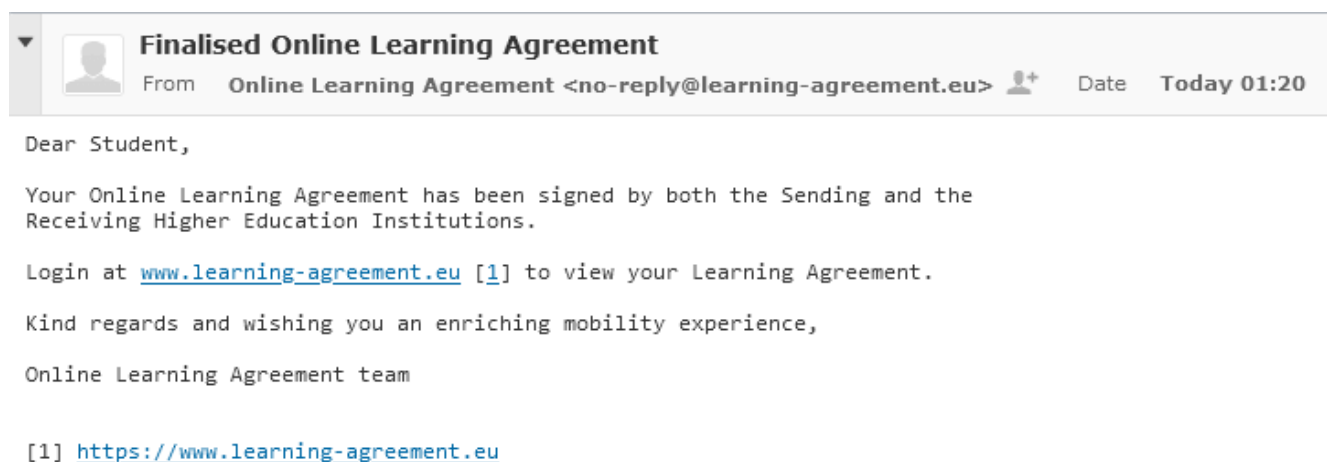 Finalised Online Learning Agreement
From Online Learning Agreement <no-reply@learning-agreement.eu> Date Today 01:20
Dear Student,
Your Online Learning Agreement has been signed by both the Sending and the
Receiving Higher Education Institutions.
Login at www.learning-agreement.eu [1] to view your Learning Agreement.
Kind regards and wishing you an enriching mobility experience,
Online Learning Agreement team
[1] https://www.learning-agreement.eu